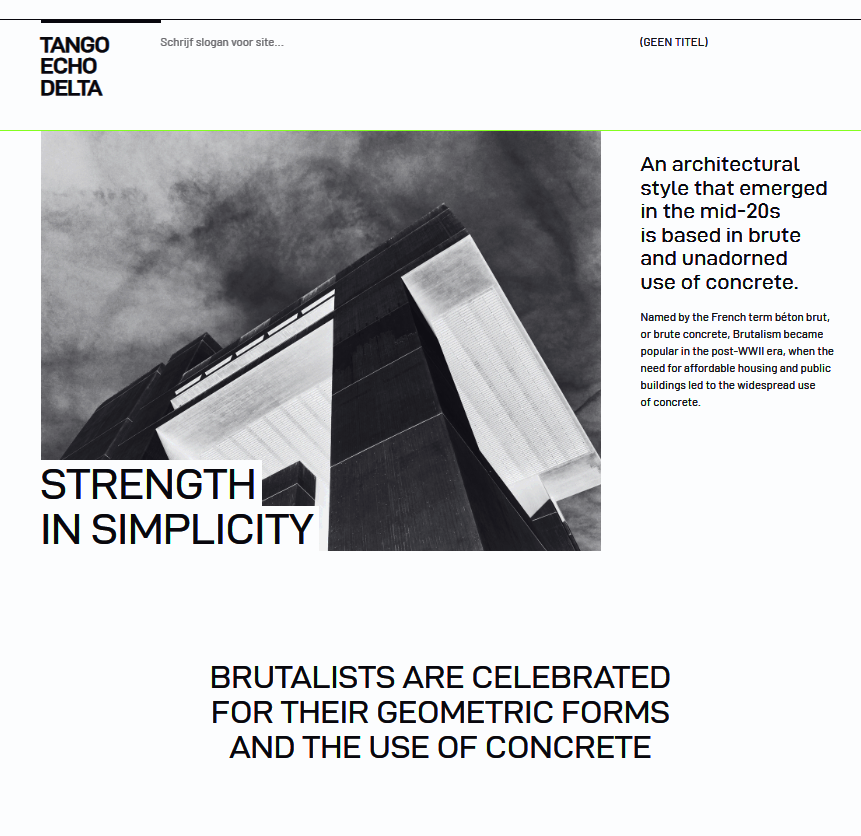 TANGO
ECHO
DELTA
Schrijf slogan voor site...
(GEEN TITEL)
An architectural
style that emerged
in the mid-20s
is based in brute
and unadorned
use of concrete.
Named by the French term béton brut,
or brute concrete, Brutalism became
popular in the post-WWII era, when the
need for affordable housing and public
buildings led to the widespread use
of concrete.
STRENGTH
IN SIMPLICITY
BRUTALISTS ARE CELEBRATED
FOR THEIR GEOMETRIC FORMS
AND THE USE OF CONCRETE